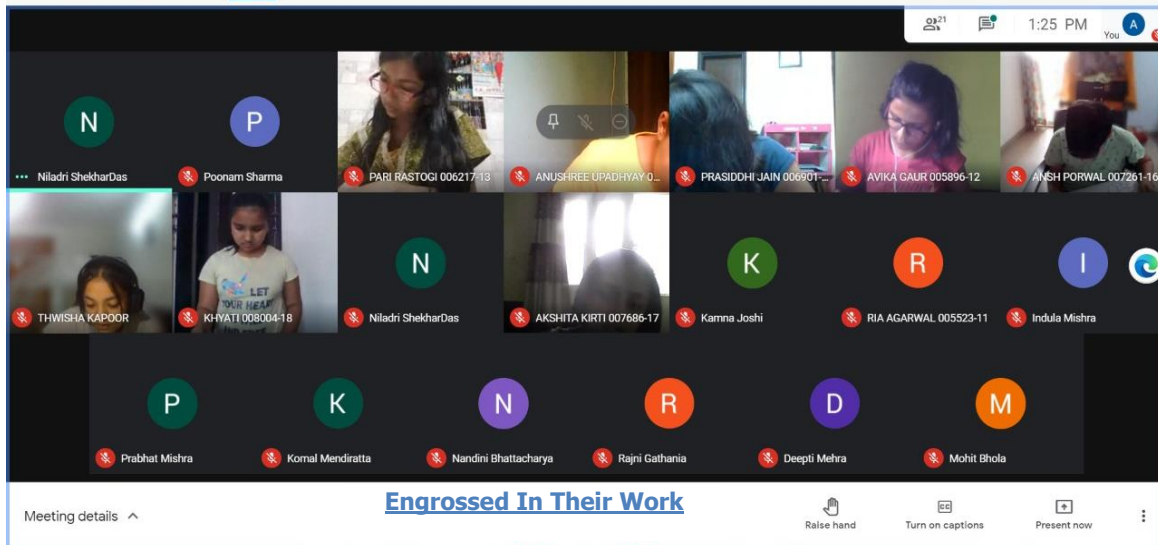 21 1:25 PM You A
N P
Niladri ShekharDas Poonam Sharma PARI RASTOGI 006217-13 ANUSHREE UPADHYAY 0... PRASIDDHI JAIN 006901-... AVIKA GAUR 005896-12 ANSH PORWAL 007261-16
LET
YOUR HEART
N K R I
THWISHA KAPOOR KHYATI 008004-18 Niladri ShekharDas AKSHITA KIRTI 007686-17 Kamna Joshi RIA AGARWAL 005523-11 Indula Mishra
P K N R D M
Prabhat Mishra Komal Mendiratta Nandini Bhattacharya Rajni Gathania Deepti Mehra Mohit Bhola
Meeting details Engrossed In Their Work CC
Raise hand Turn on captions Present now